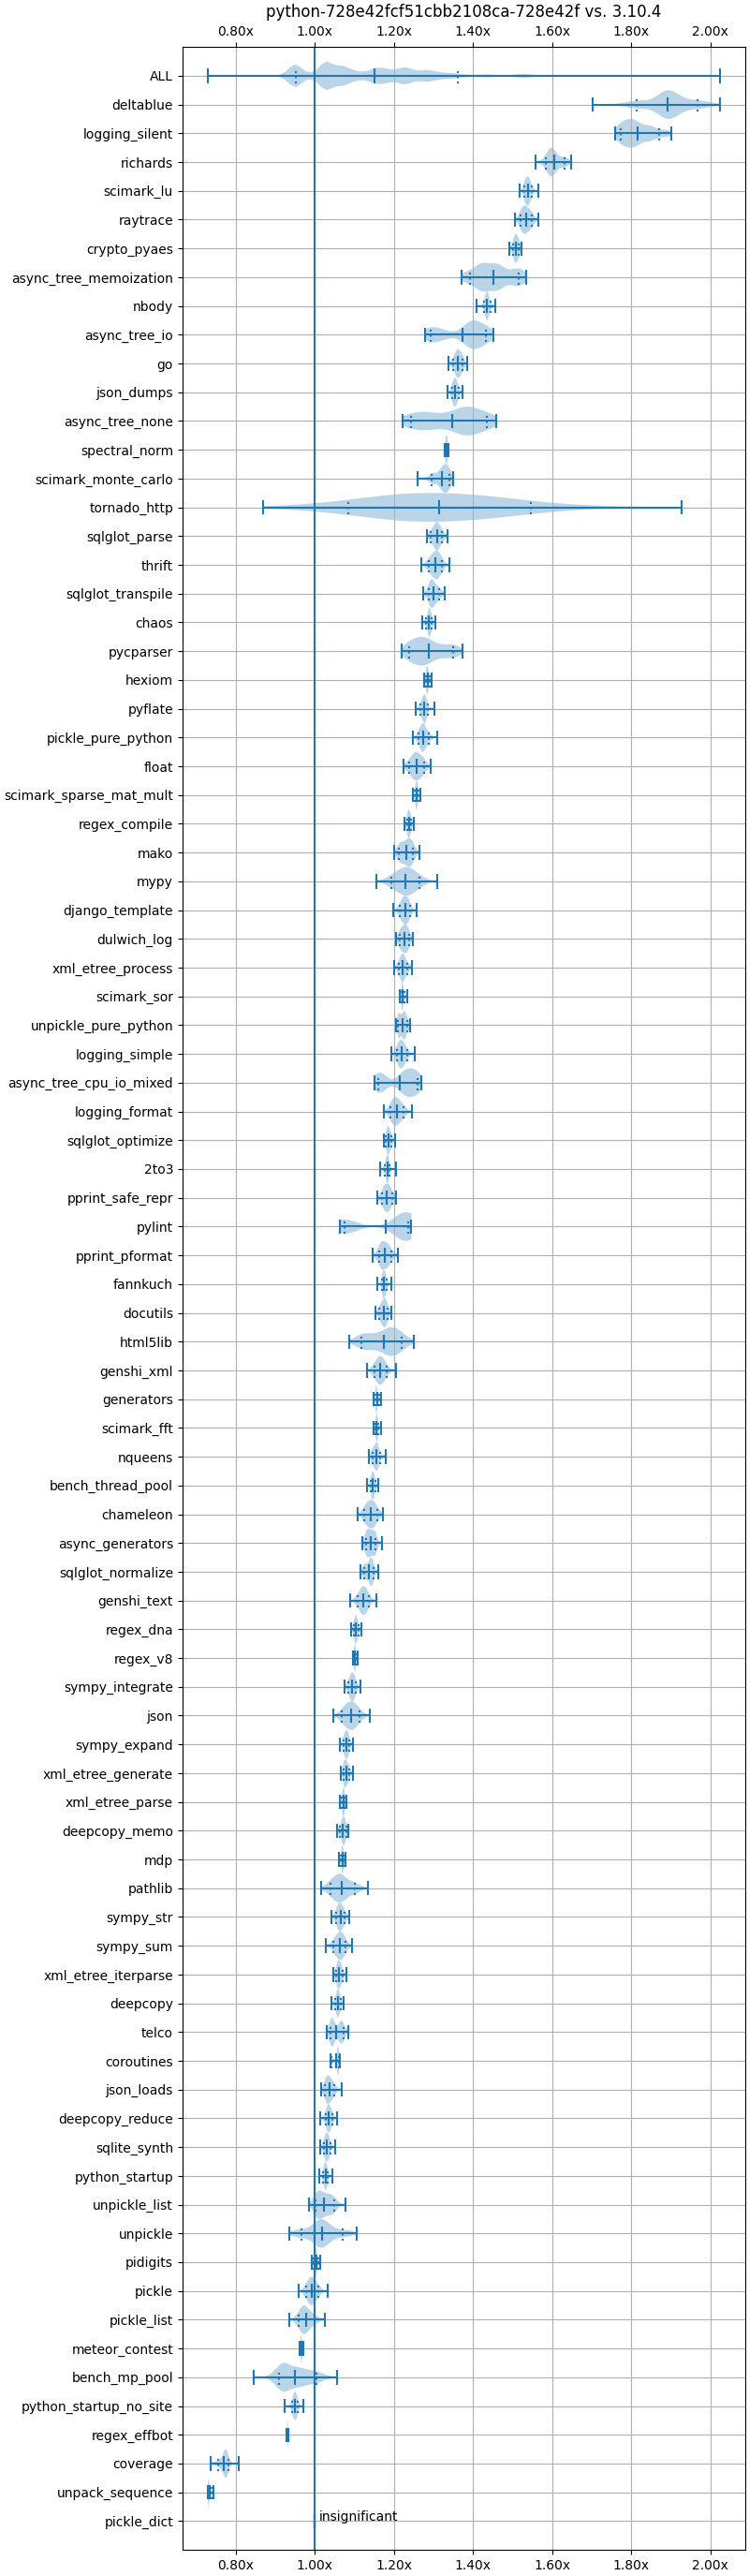 python-728e42fcf51cbb2108ca-728e42f vs. 3.10.4
0.80x 1.00x 1.20x 1.40x 1.60x 1.80x 2.00x
ALL
deltablue
logging_silent
richards
scimark_lu
raytrace
crypto_pyaes
async_tree_memoization
nbody
async_tree_io
go
json_dumps
async_tree_none
spectral_norm
scimark_monte_carlo
tornado_http
sqlglot_parse
thrift
sqlglot_transpile
chaos
pycparser
hexiom
pyflate
pickle_pure_python
float
scimark_sparse_mat_mult
regex_compile
mako
mypy
django_template
dulwich_log
xml_etree_process
scimark_sor
unpickle_pure_python
logging_simple
async_tree_cpu_io_mixed
logging_format
sqlglot_optimize
2to3
pprint_safe_repr
pylint
pprint_pformat
fannkuch
docutils
html5lib
genshi_xml
generators
scimark_fft
nqueens
bench_thread_pool
chameleon
async_generators
sqlglot_normalize
genshi_text
regex_dna
regex_v8
sympy_integrate
json
sympy_expand
xml_etree_generate
xml_etree_parse
deepcopy_memo
mdp
pathlib
sympy_str
sympy_sum
xml_etree_iterparse
deepcopy
telco
coroutines
json_loads
deepcopy_reduce
sqlite_synth
python_startup
unpickle_list
unpickle
pidigits
pickle
pickle_list
meteor_contest
bench_mp_pool
python_startup_no_site
regex_effbot
coverage
unpack_sequence
pickle_dict insignificant
0.80x 1.00x 1.20x 1.40x 1.60x 1.80x 2.00x